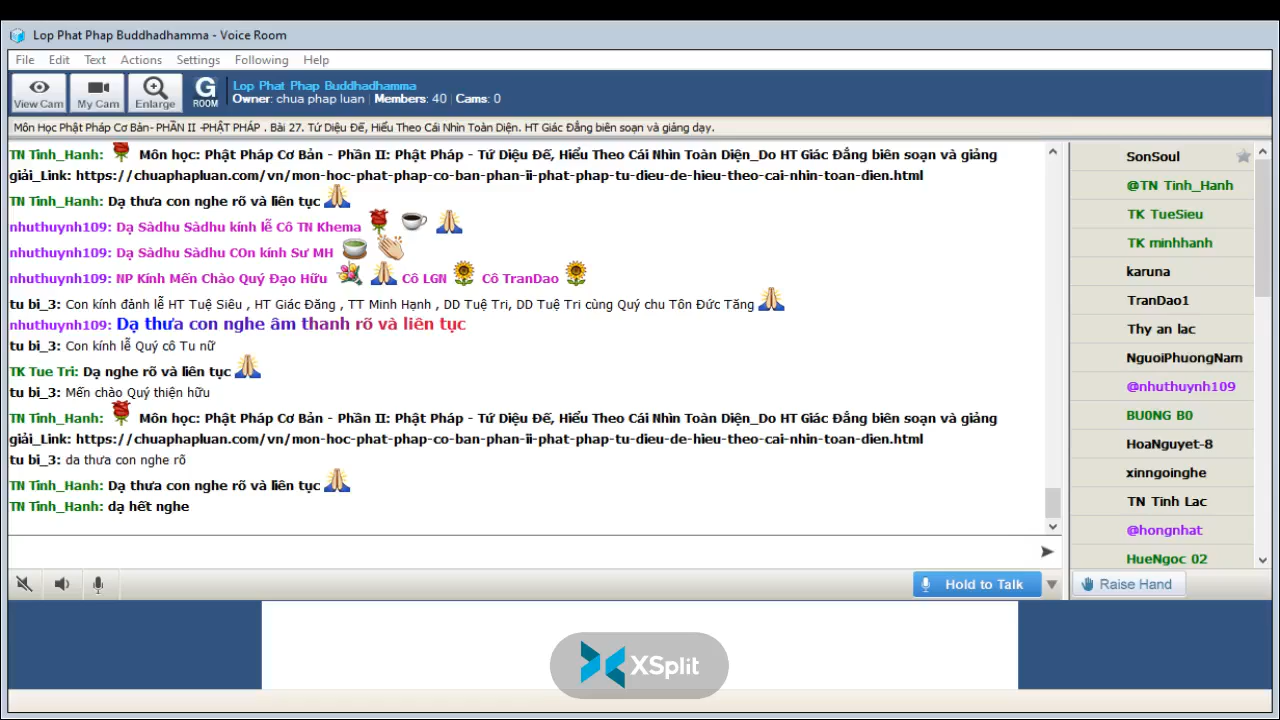 Lop Phat Phap Buddhadhamma - Voice Room
File Edit Text Actions Settings Following Help
View Cam My Cam Enlarge G ROOM
Lop Phat Phap Buddhadhamma
Owner: chua phap luan | Members: 40 | Cams: 0
Môn Học Phật Pháp Cơ Bản- PHẦN II -PHẬT PHÁP . Bài 27. Tứ Diệu Đế, Hiểu Theo Cái Nhìn Toàn Diện. HT Giác Đẳng biên soạn và giảng dạy.
TN Tinh_Hanh: Môn học: Phật Pháp Cơ Bản - Phần II: Phật Pháp - Tứ Diệu Đế, Hiểu Theo Cái Nhìn Toàn Diện_Do HT Giác Đẳng biên soạn và giảng
giải_Link: https://chuaphapluan.com/vn/mon-hoc-phat-phap-co-ban-phan-ii-phat-phap-tu-dieu-de-hieu-theo-cai-nhin-toan-dien.html
TN Tinh_Hanh: Dạ thưa con nghe rõ và liên tục
nhuthuynh109: Dạ Sàdhu Sàdhu kính lễ Cô TN Khema
nhuthuynh109: Dạ Sàdhu Sàdhu COn kính Sư MH
nhuthuynh109: NP Kính Mến Chào Quý Đạo Hữu Cô LGN Cô TranDao
tu bi_3: Con kính đảnh lễ HT Tuệ Siêu , HT Giác Đăng , TT Minh Hạnh , DD Tuệ Tri, DD Tuệ Tri cùng Quý chu Tôn Đức Tăng
nhuthuynh109: Dạ thưa con nghe âm thanh rõ và liên tục
tu bi_3: Con kính lễ Quý cô Tu nữ
TK Tue Tri: Dạ nghe rõ và liên tục
tu bi_3: Mến chào Quý thiện hữu
TN Tinh_Hanh: Môn học: Phật Pháp Cơ Bản - Phần II: Phật Pháp - Tứ Diệu Đế, Hiểu Theo Cái Nhìn Toàn Diện_Do HT Giác Đẳng biên soạn và giảng
giải_Link: https://chuaphapluan.com/vn/mon-hoc-phat-phap-co-ban-phan-ii-phat-phap-tu-dieu-de-hieu-theo-cai-nhin-toan-dien.html
tu bi_3: da thưa con nghe rõ
TN Tinh_Hanh: Dạ thưa con nghe rõ và liên tục
TN Tinh_Hanh: dạ hết nghe
SonSoul
@TN Tinh_Hanh
TK TueSieu
TK minhhanh
karuna
TranDao1
Thy an lac
NguoiPhuongNam
@nhuthuynh109
BU0NG B0
HoaNguyet-8
xinngoinghe
TN Tinh Lac
@hongnhat
HueNgoc 02
Hold to Talk
Raise Hand
XSplit